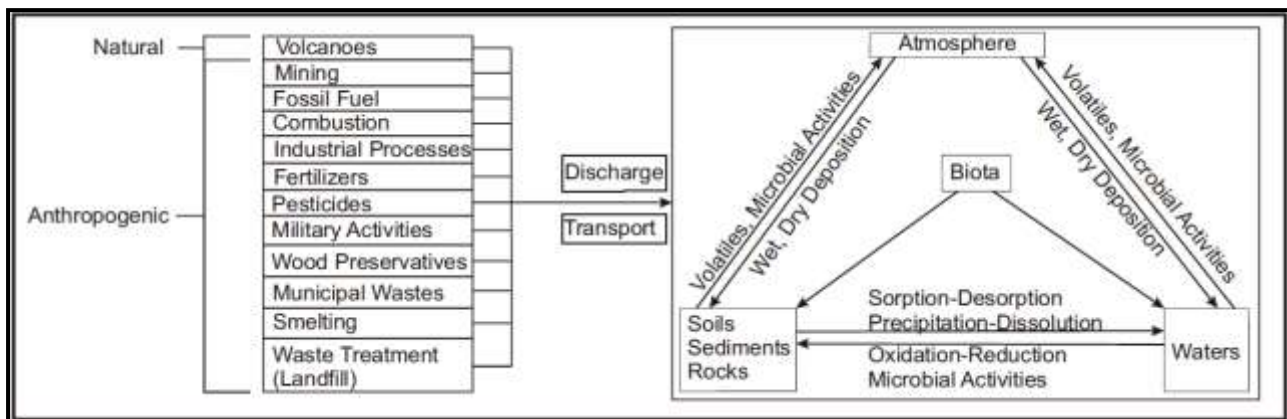 Natural
Anthropogenic
Volcanoes
Mining
Fossil Fuel
Combustion
Industrial Processes
Fertilizers
Pesticides
Military Activities
Wood Preservatives
Municipal Wastes
Smelting
Waste Treatment
(Landfill)
Discharge
Transport
Atmosphere
Volatiles, Microbial Activities
Wet, Dry Deposition
Volatiles, Microbial Activities
Wet, Dry Deposition
Biota
Soils
Sediments
Rocks
Sorption-Desorption
Precipitation-Dissolution
Oxidation-Reduction
Microbial Activities
Waters